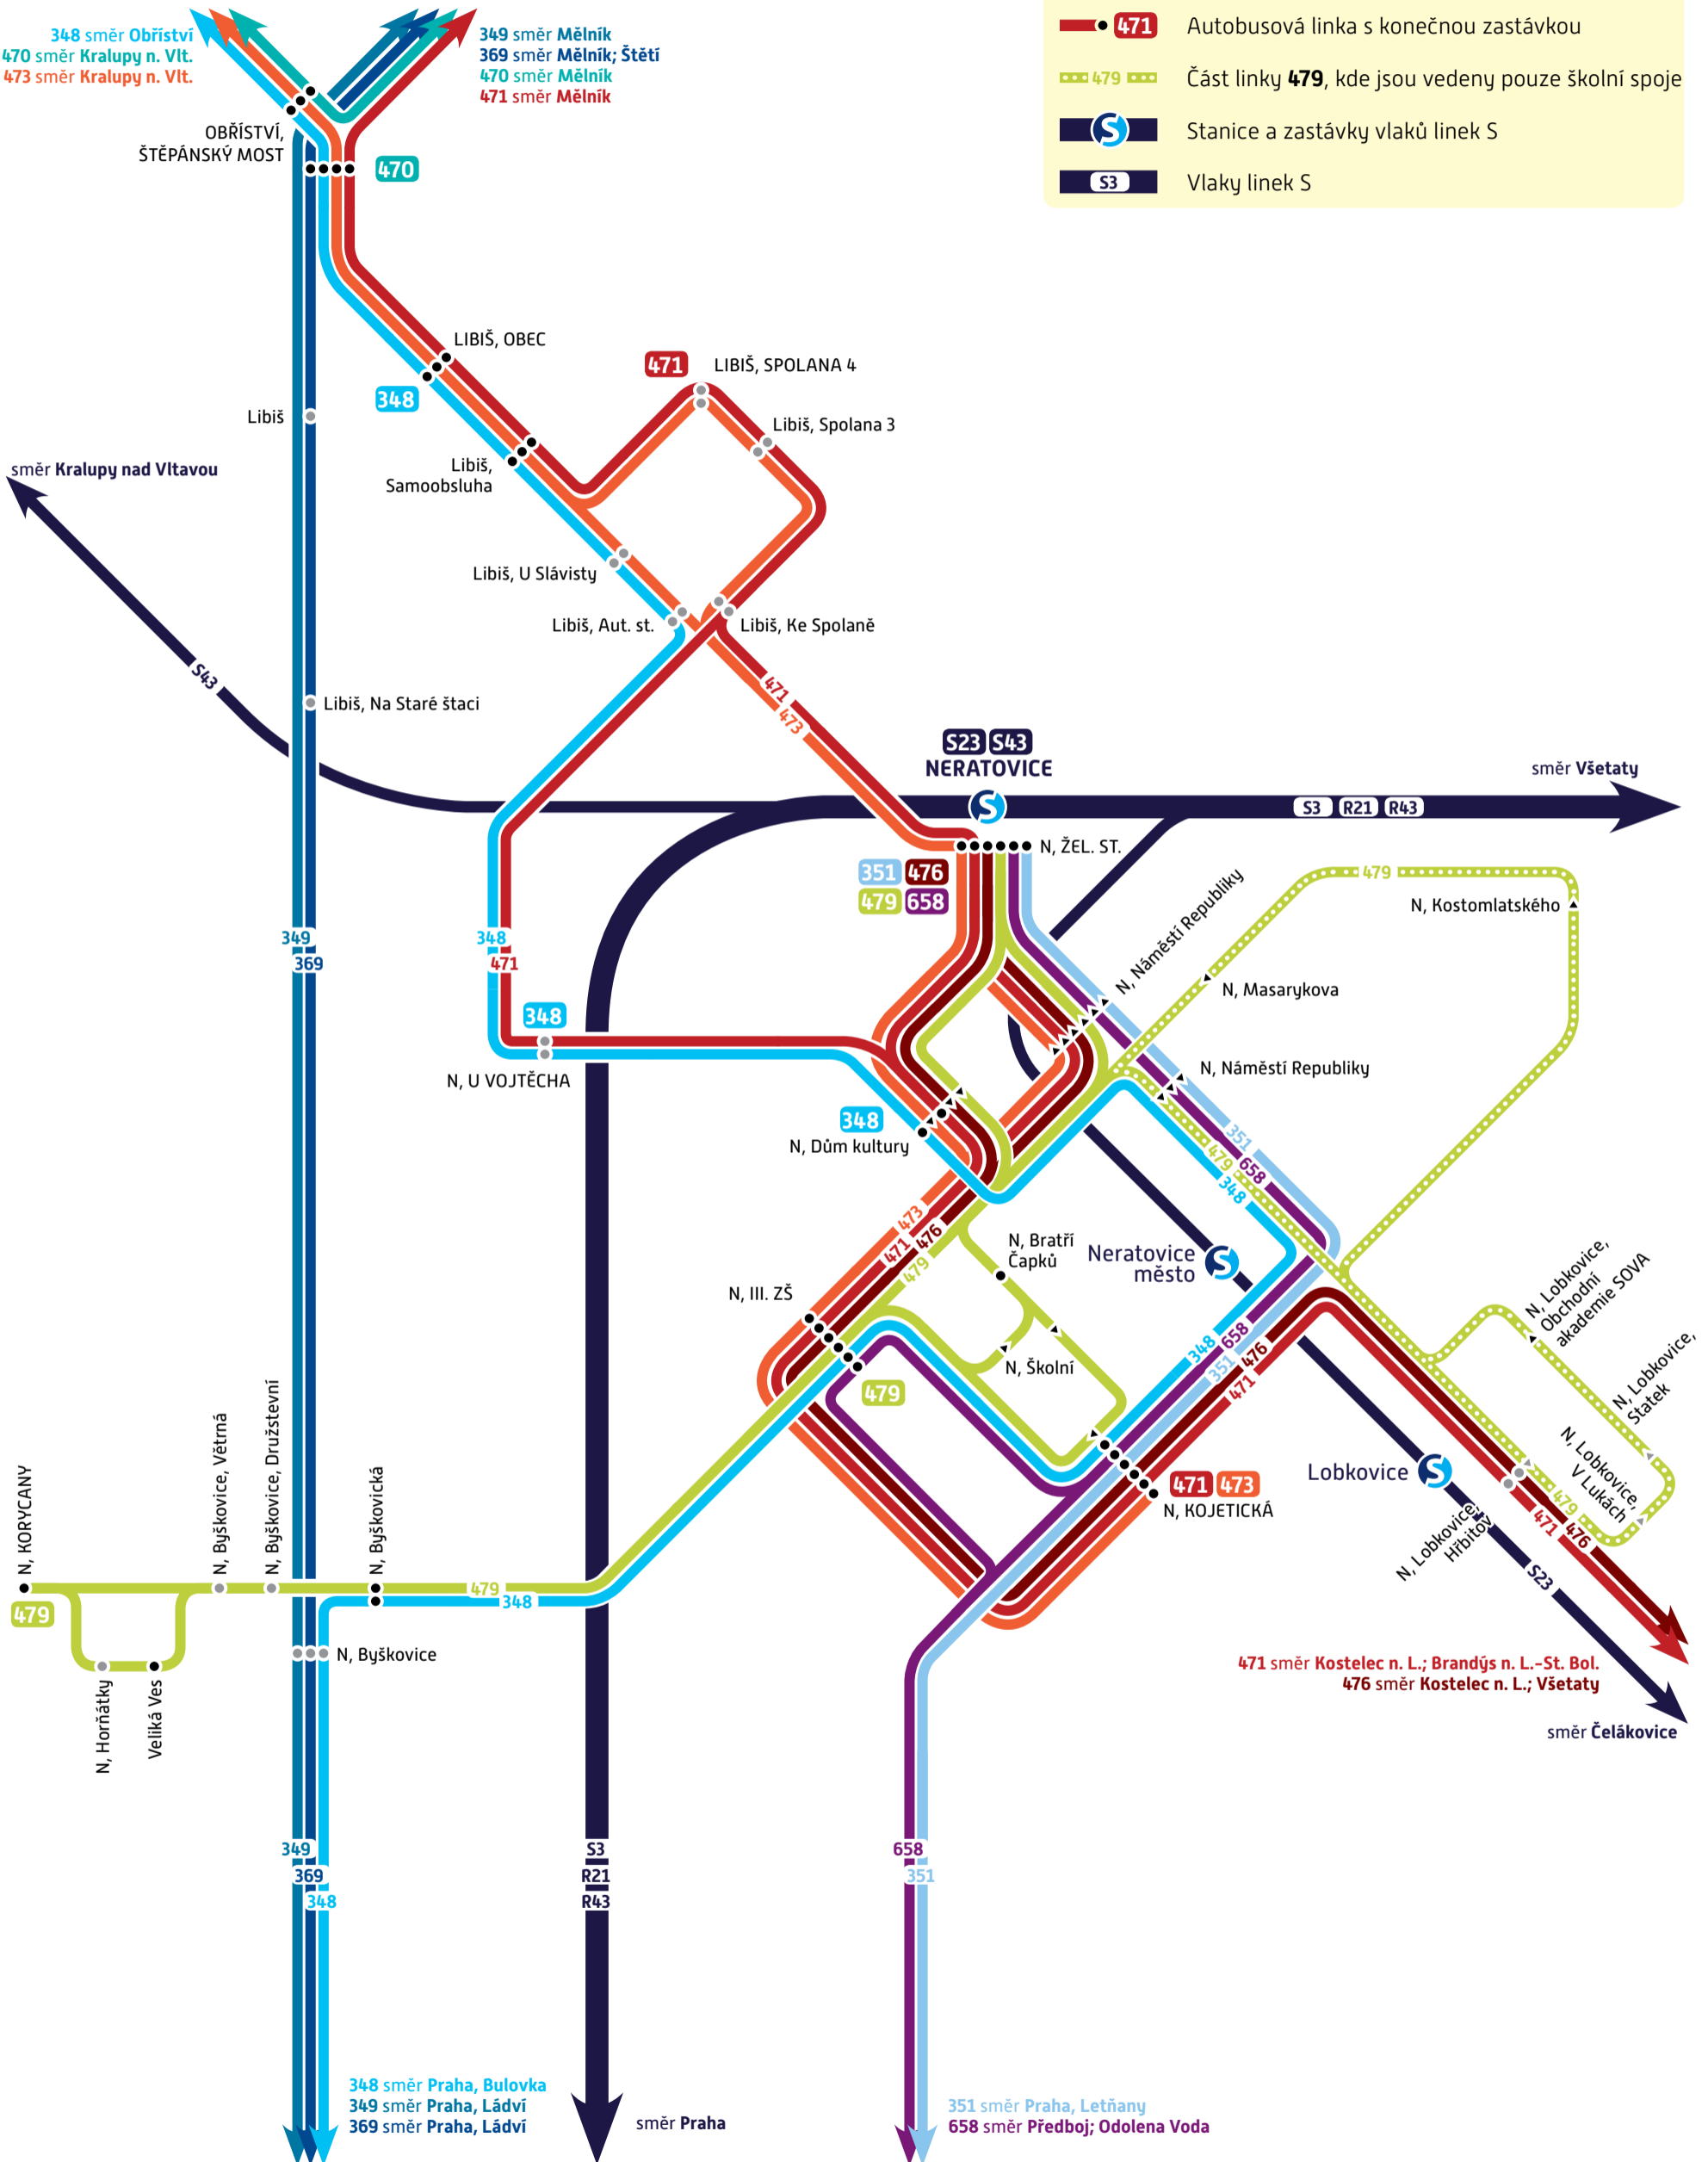 348 směr Obříství
470 směr Kralupy n. Vlt.
473 směr Kralupy n. Vlt.
349 směr Mělník
369 směr Mělník; Štětí
470 směr Mělník
471 směr Mělník
471 Autobusová linka s konečnou zastávkou
479 Část linky 479, kde jsou vedeny pouze školní spoje
S Stanice a zastávky vlaků linek S
S3 Vlaky linek S
OBŘÍSTVÍ,
ŠTĚPÁNSKÝ MOST
470
LIBIŠ, OBEC
348
471
LIBIŠ, SPOLANA 4
Libiš
Libiš, Spolana 3
Libiš,
Samoobsluha
směr Kralupy nad Vltavou
Libiš, U Slávisty
Libiš, Aut. st.
Libiš, Ke Spolaně
S43
Libiš, Na Staré štaci
471
473
S23 S43
NERATOVICE
S
směr Všetaty
S3 R21 R43
N, ŽEL. ST.
351 476
479 658
479
N, Kostomlatského
N, Náměstí Republiky
N, Masarykova
349
369
348
471
348
N, U VOJTĚCHA
N, Náměstí Republiky
348
N, Dům kultury
351
658
479
348
473
471
476
479
N, Bratří
Čapků
Neratovice
město
S
N, III. ZŠ
N, Školní
479
348
658
351
476
471
N, Lobkovice,
Obchodní
akademie SOVA
N, Lobkovice,
Statek
N, Lobkovice,
V Lukách
Lobkovice
S
N, Lobkovice,
Hřbitov
479
471
476
S23
471 473
N, KOJETICKÁ
N, KORYCANY
N, Byškovice, Větrná
N, Byškovice, Družstevní
N, Byškovická
479
479
348
N, Byškovice
N, Horňátky
Veliká Ves
471 směr Kostelec n. L.; Brandýs n. L.-St. Bol.
476 směr Kostelec n. L.; Všetaty
směr Čelákovice
349
369
348
S3
R21
R43
658
351
348 směr Praha, Bulovka
349 směr Praha, Ládví
369 směr Praha, Ládví
směr Praha
351 směr Praha, Letňany
658 směr Předboj; Odolena Voda